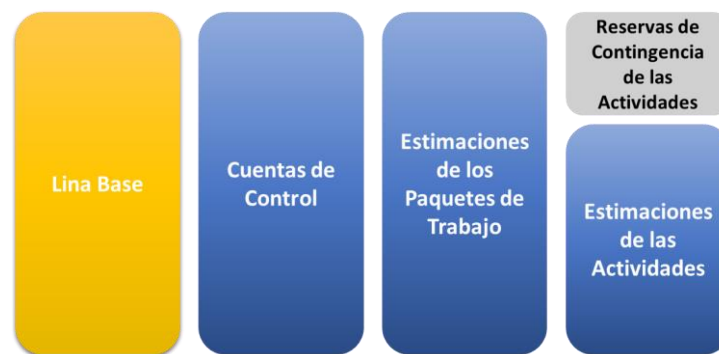 Lina Base
Cuentas de
Control
Estimaciones
de los
Paquetes de
Trabajo
Reservas de
Contingencia
de las
Actividades
Estimaciones
de las
Actividades